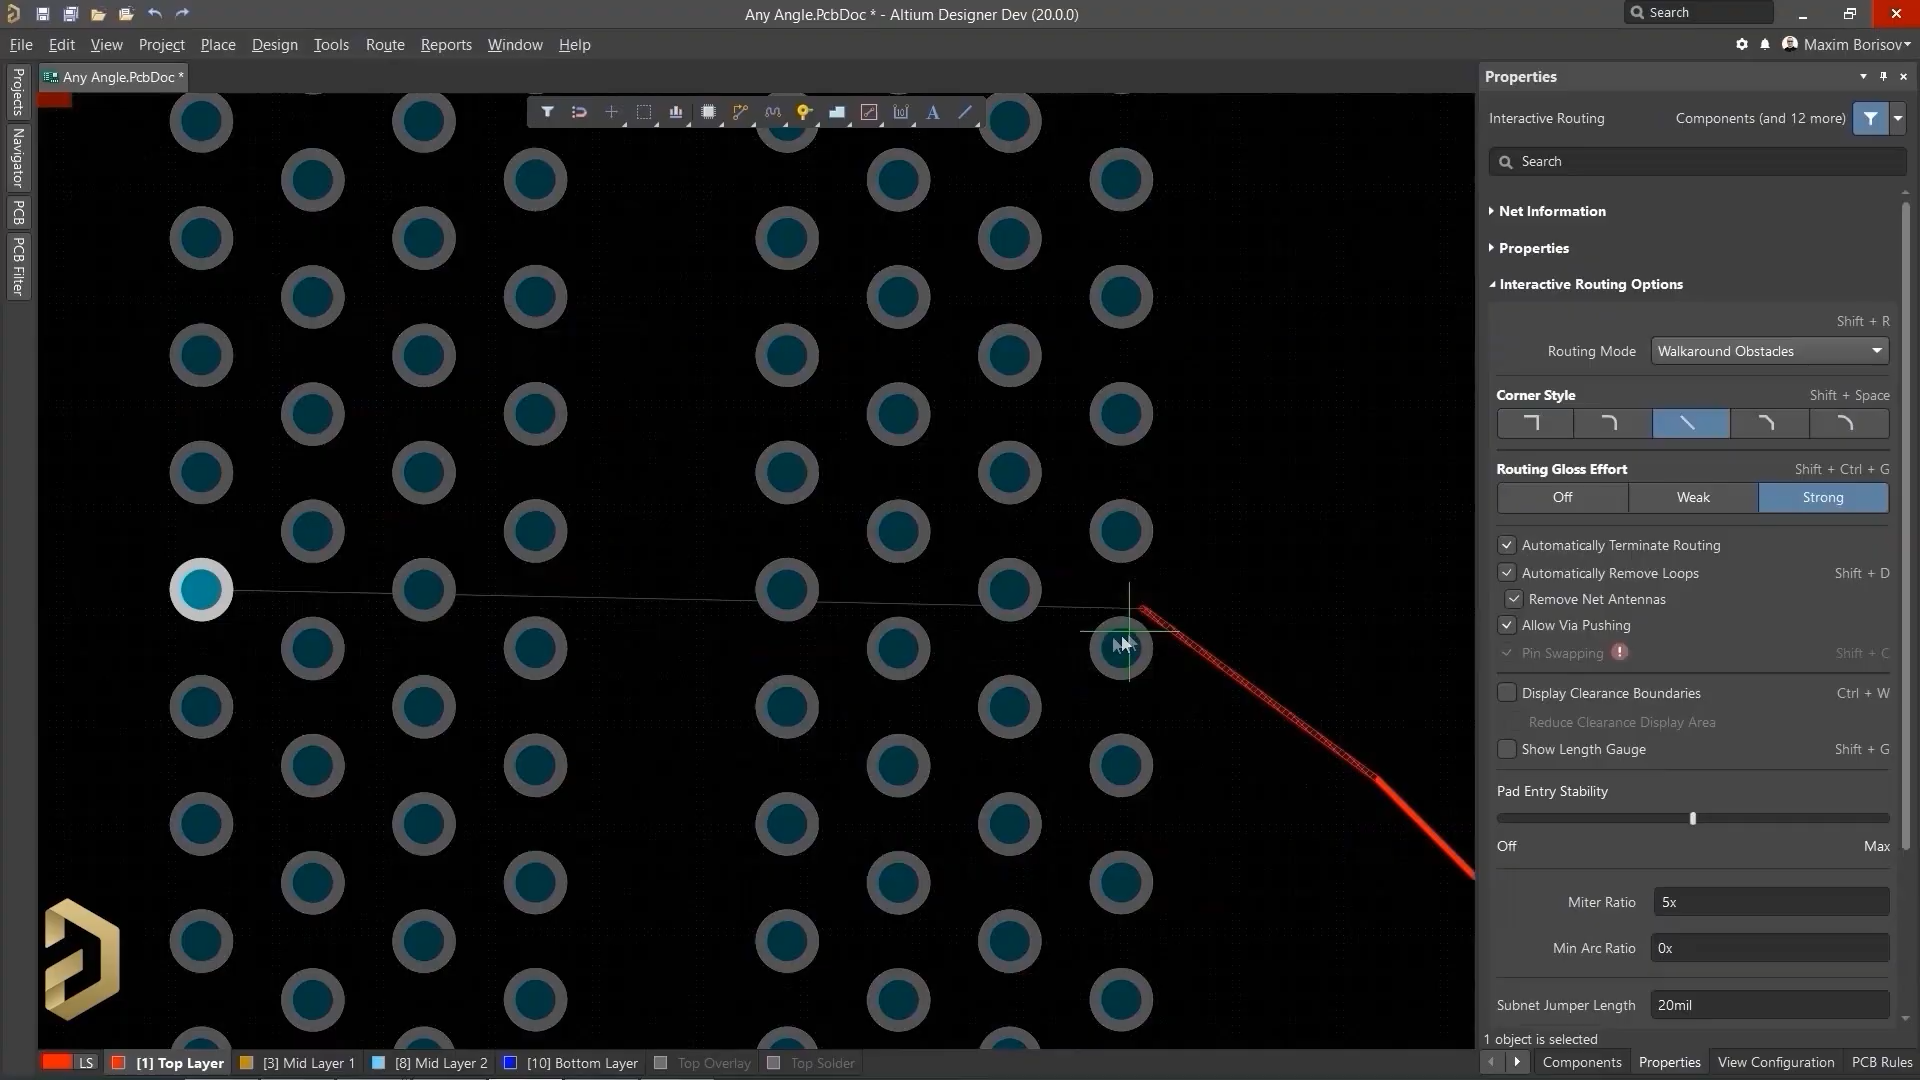 Any Angle.PcbDoc * - Altium Designer Dev (20.0.0)
Search
File Edit View Project Place Design Tools Route Reports Window Help
Maxim Borisov
Projects
Navigator
PCB
PCB Filter
Any Angle.PcbDoc *
Properties
Interactive Routing Components (and 12 more)
Search
Net Information
Properties
Interactive Routing Options
Shift + R
Routing Mode Walkaround Obstacles
Corner Style Shift + Space
Routing Gloss Effort Shift + Ctrl + G
Off Weak Strong
Automatically Terminate Routing
Automatically Remove Loops Shift + D
Remove Net Antennas
Allow Via Pushing
Pin Swapping Shift + C
Display Clearance Boundaries Ctrl + W
Reduce Clearance Display Area
Show Length Gauge Shift + G
Pad Entry Stability
Off Max
Miter Ratio 5x
Min Arc Ratio 0x
Subnet Jumper Length 20mil
1 object is selected
LS [1] Top Layer [3] Mid Layer 1 [8] Mid Layer 2 [10] Bottom Layer Top Overlay Top Solder
Components Properties View Configuration PCB Rules